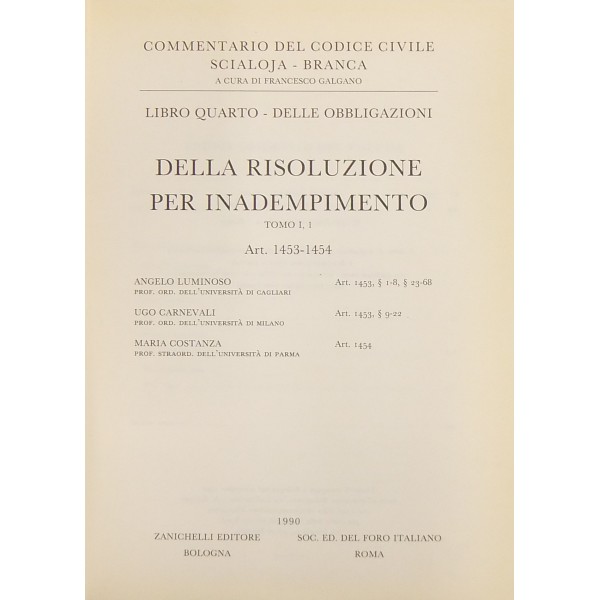 COMMENTARIO DEL CODICE CIVILE
SCIALOJA - BRANCA
A CURA DI FRANCESCO GALGANO
LIBRO QUARTO - DELLE OBBLIGAZIONI
DELLA RISOLUZIONE
PER INADEMPIMENTO
TOMO I, 1
Art. 1453-1454
ANGELO LUMINOSO Art. 1453, § 1-8, § 23-68
PROF. ORD. DELL'UNIVERSITÀ DI CAGLIARI
UGO CARNEVALI Art. 1453, § 9-22
PROF. ORD. DELL'UNIVERSITÀ DI MILANO
MARIA COSTANZA Art. 1454
PROF. STRAORD. DELL'UNIVERSITÀ DI PARMA
1990
ZANICHELLI EDITORE SOC. ED. DEL FORO ITALIANO
BOLOGNA ROMA